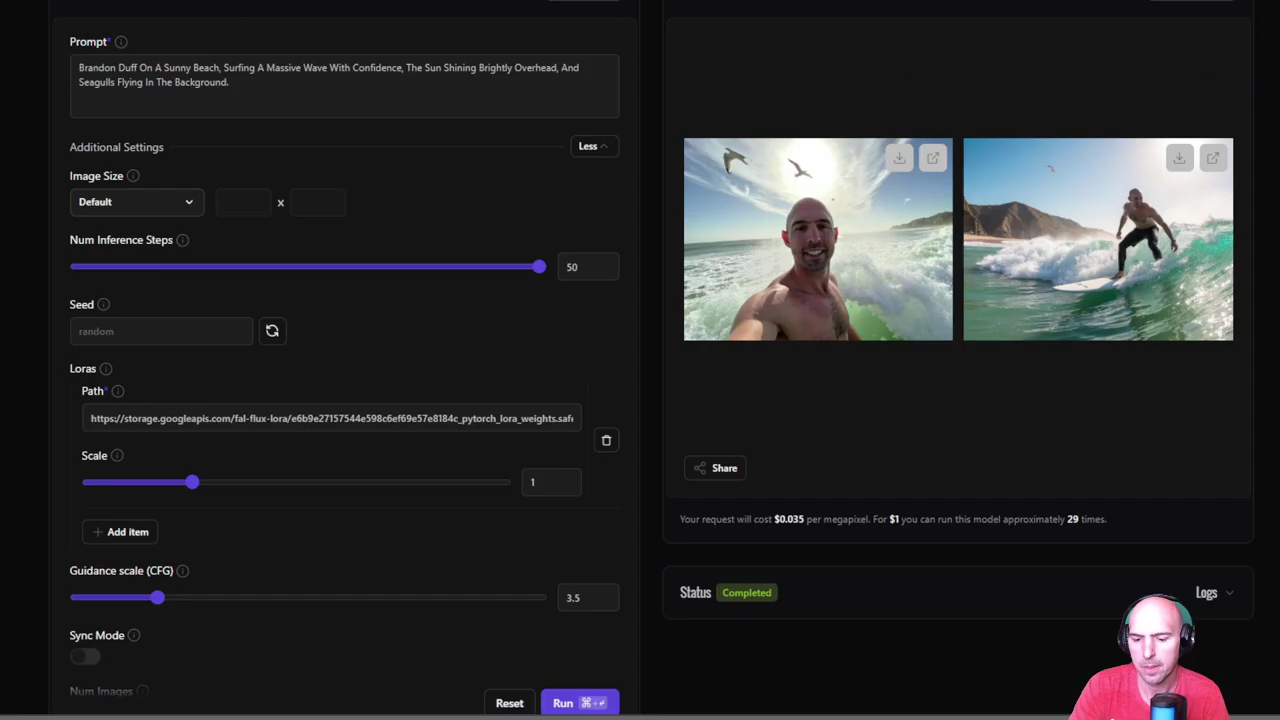 Prompt*
Brandon Duff On A Sunny Beach, Surfing A Massive Wave With Confidence, The Sun Shining Brightly Overhead, And
Seagulls Flying In The Background.
Additional Settings
Less
Image Size
Default
x
Num Inference Steps
50
Seed
random
Loras
Path*
https://storage.googleapis.com/fal-flux-lora/e6b9e27157544e598c6ef69e57e8184c_pytorch_lora_weights.safe
Scale
1
+ Add item
Guidance scale (CFG)
3.5
Sync Mode
Num Images
Reset
Run ⌘+↵
Share
Your request will cost $0.035 per megapixel. For $1 you can run this model approximately 29 times.
Status Completed
Logs